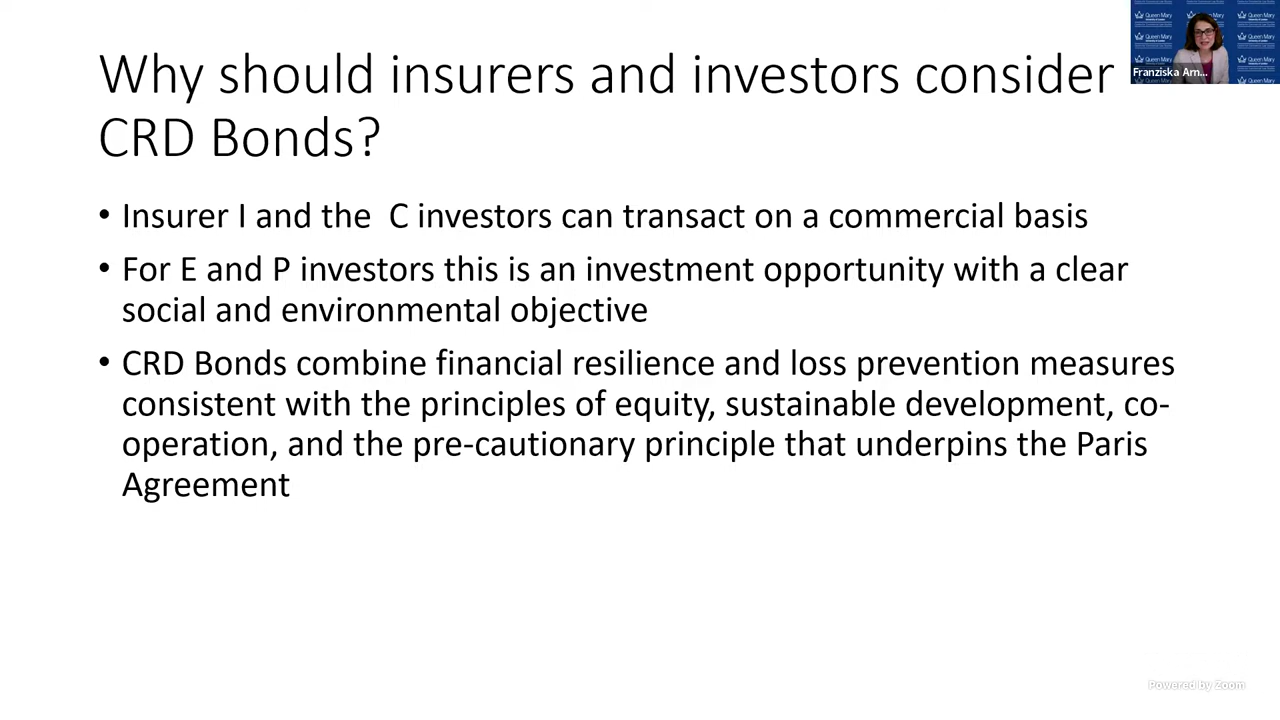 Why should insurers and investors consider
CRD Bonds?
• Insurer I and the  C investors can transact on a commercial basis
• For E and P investors this is an investment opportunity with a clear
social and environmental objective
• CRD Bonds combine financial resilience and loss prevention measures
consistent with the principles of equity, sustainable development, co-
operation, and the pre-cautionary principle that underpins the Paris
Agreement
Queen Mary
Franziska Arn...
Powered by Zoom